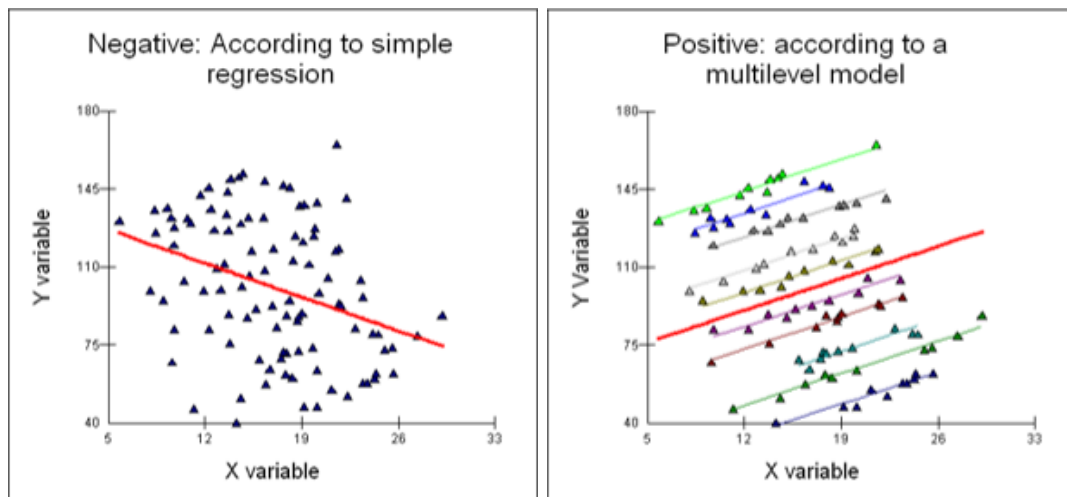 Negative: According to simple
regression
180
145
110
75
40
Y variable
5
12
19
26
33
X variable
Positive: according to a
multilevel model
180
145
110
75
40
Y Variable
5
12
19
26
33
X variable